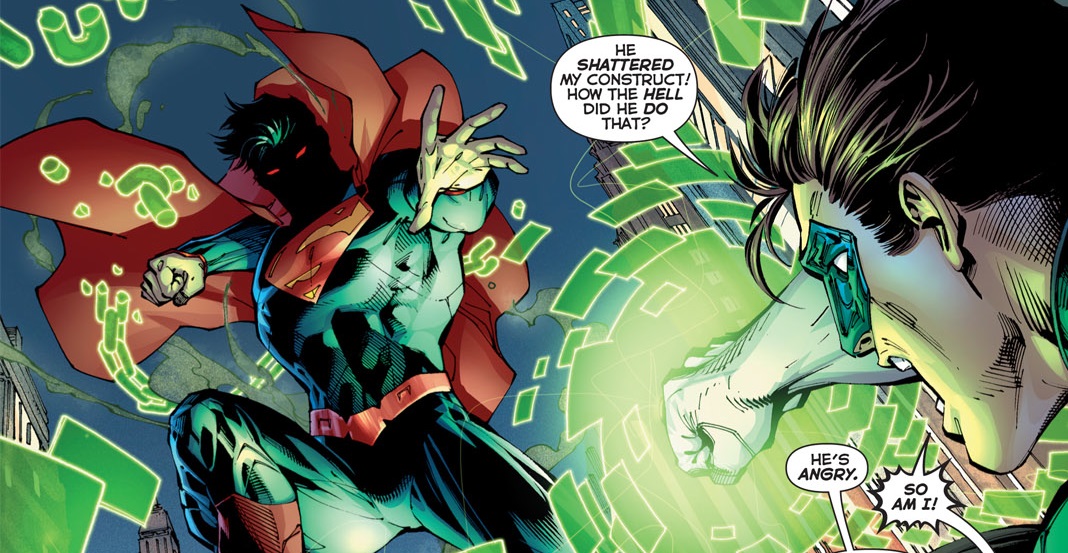 HE
SHATTERED
MY CONSTRUCT!
HOW THE HELL
DID HE DO
THAT?
HE'S
ANGRY.
SO
AM I!